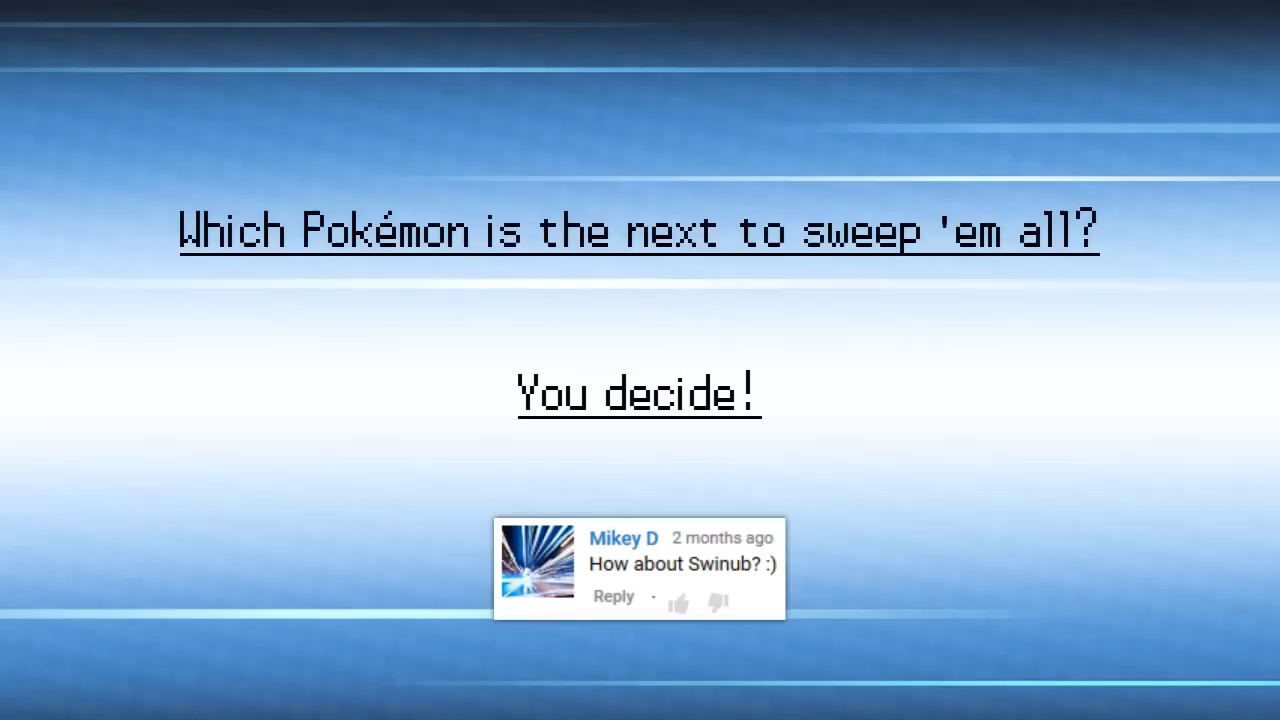 Which Pokémon is the next to sweep 'em all?
You decide!
Mikey D 2 months ago
How about Swinub? :)
Reply ·